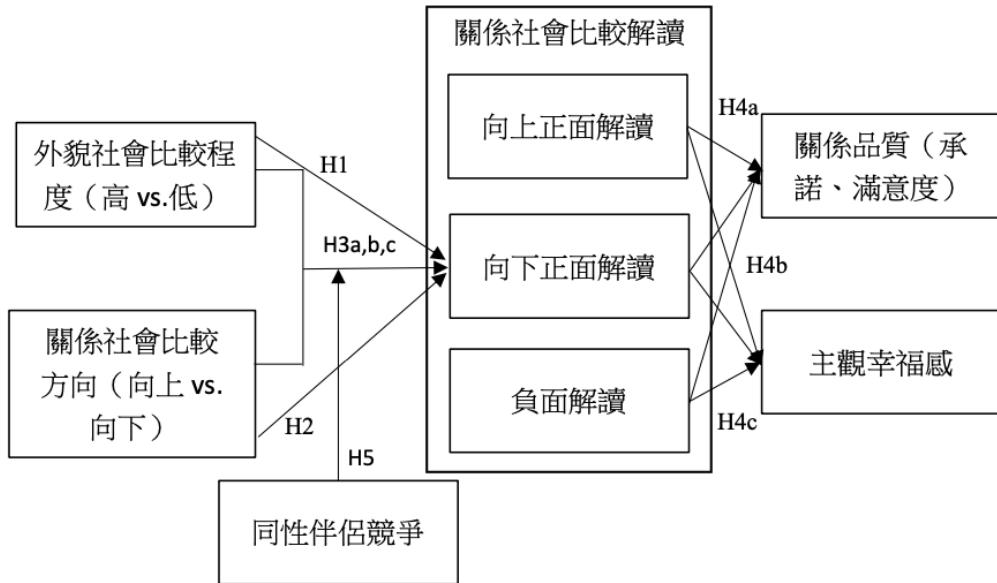 關係社會比較解讀
向上正面解讀
H4a
外貌社會比較程
度（高 vs.低）
H1
關係品質（承
諾、滿意度）
H3a,b,c
向下正面解讀
H4b
關係社會比較
方向（向上 vs.
向下）
主觀幸福感
負面解讀
H2
H4c
H5
同性伴侶競爭